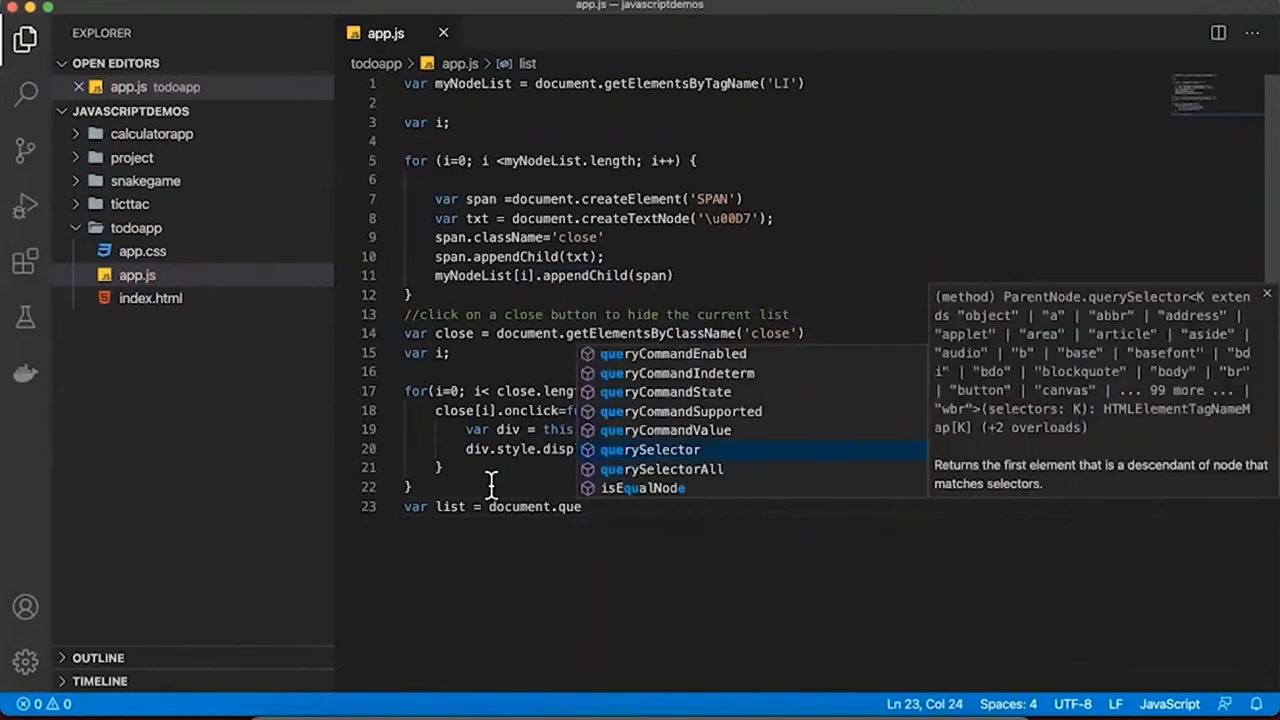 app.js — javascriptdemos
EXPLORER
OPEN EDITORS
app.js todoapp
JAVASCRIPTDEMOS
calculatorapp
project
snakegame
ticttac
todoapp
app.css
app.js
index.html
OUTLINE
TIMELINE
app.js
todoapp > app.js > list
1 var myNodeList = document.getElementsByTagName('LI')
2
3 var i;
4
5 for (i=0; i <myNodeList.length; i++) {
6
7 var span =document.createElement('SPAN')
8 var txt = document.createTextNode('\u00D7');
9 span.className='close'
10 span.appendChild(txt);
11 myNodeList[i].appendChild(span)
12 }
13 //click on a close button to hide the current list
14 var close = document.getElementsByClassName('close')
15 var i;
16
17 for(i=0; i< close.leng
18 close[i].onclick=f
19 var div = this
20 div.style.disp
21 }
22 }
23 var list = document.que
queryCommandEnabled
queryCommandIndeterm
queryCommandState
queryCommandSupported
queryCommandValue
querySelector
querySelectorAll
isEqualNode
(method) ParentNode.querySelector<K exten
ds "object" | "a" | "abbr" | "address" |
"applet" | "area" | "article" | "aside" |
"audio" | "b" | "base" | "basefont" | "bd
i" | "bdo" | "blockquote" | "body" | "br"
| "button" | "canvas" | ... 99 more ... |
"wbr">(selectors: K): HTMLElementTagNameM
ap[K] (+2 overloads)
Returns the first element that is a descendant of node that
matches selectors.
0 0
Ln 23, Col 24 Spaces: 4 UTF-8 LF JavaScript